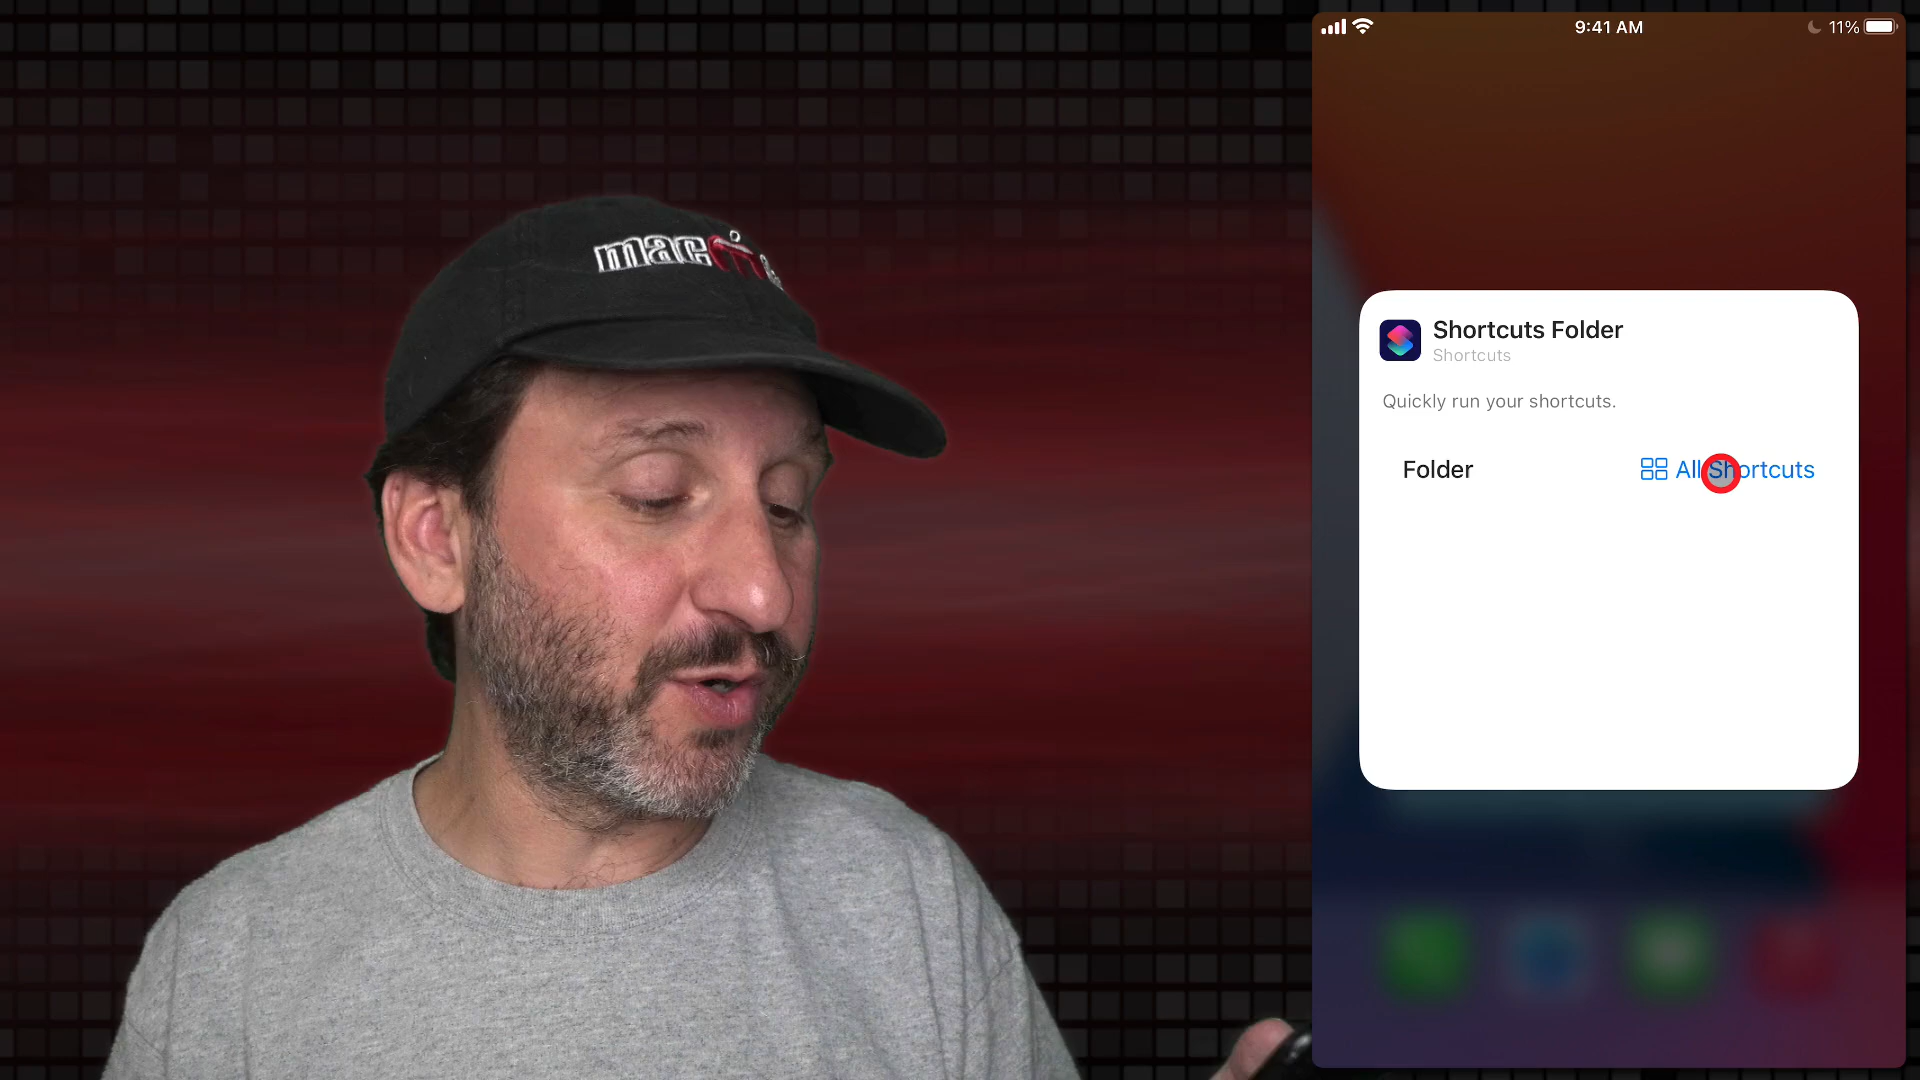 mac
9:41 AM
11%
Shortcuts Folder
Shortcuts
Quickly run your shortcuts.
Folder
All Shortcuts